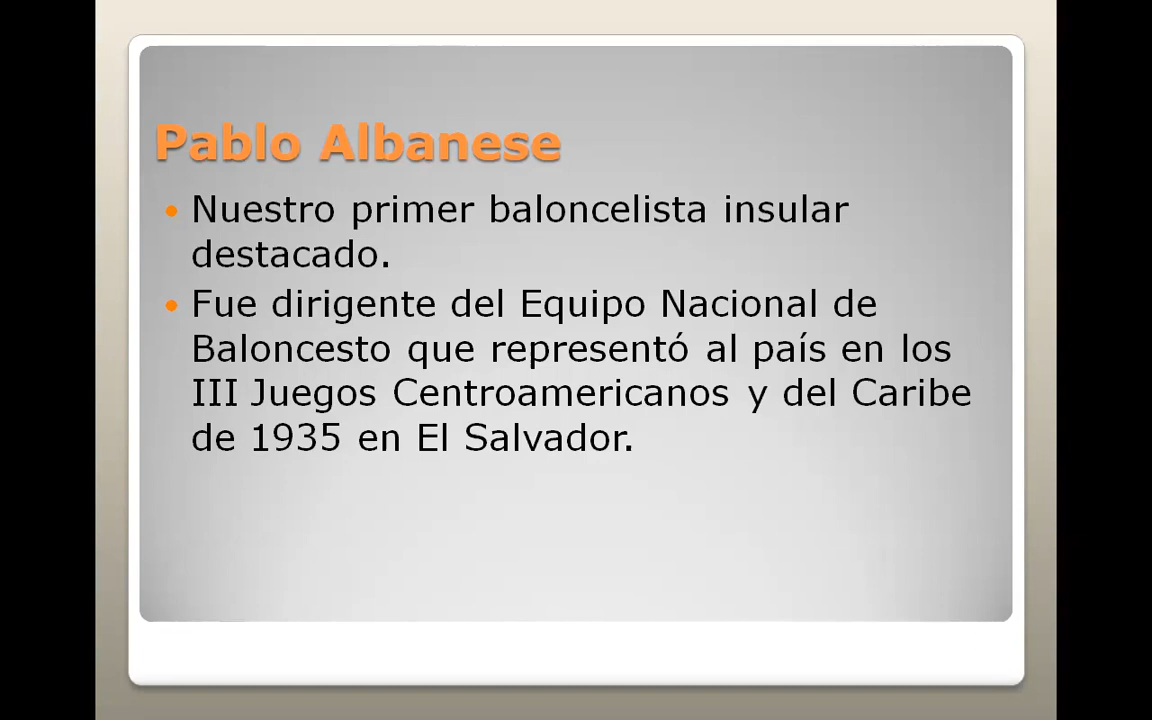 Pablo Albanese
• Nuestro primer baloncelista insular
destacado.
• Fue dirigente del Equipo Nacional de
Baloncesto que representó al país en los
III Juegos Centroamericanos y del Caribe
de 1935 en El Salvador.